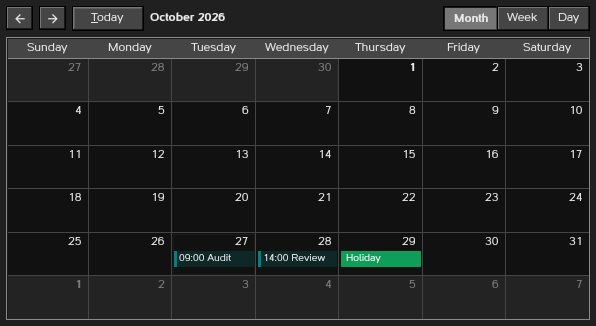 ← → Today October 2026 Month Week Day
Sunday Monday Tuesday Wednesday Thursday Friday Saturday
27 28 29 30 1 2 3
4 5 6 7 8 9 10
11 12 13 14 15 16 17
18 19 20 21 22 23 24
25 26 27 28 29 30 31
09:00 Audit 14:00 Review Holiday
1 2 3 4 5 6 7